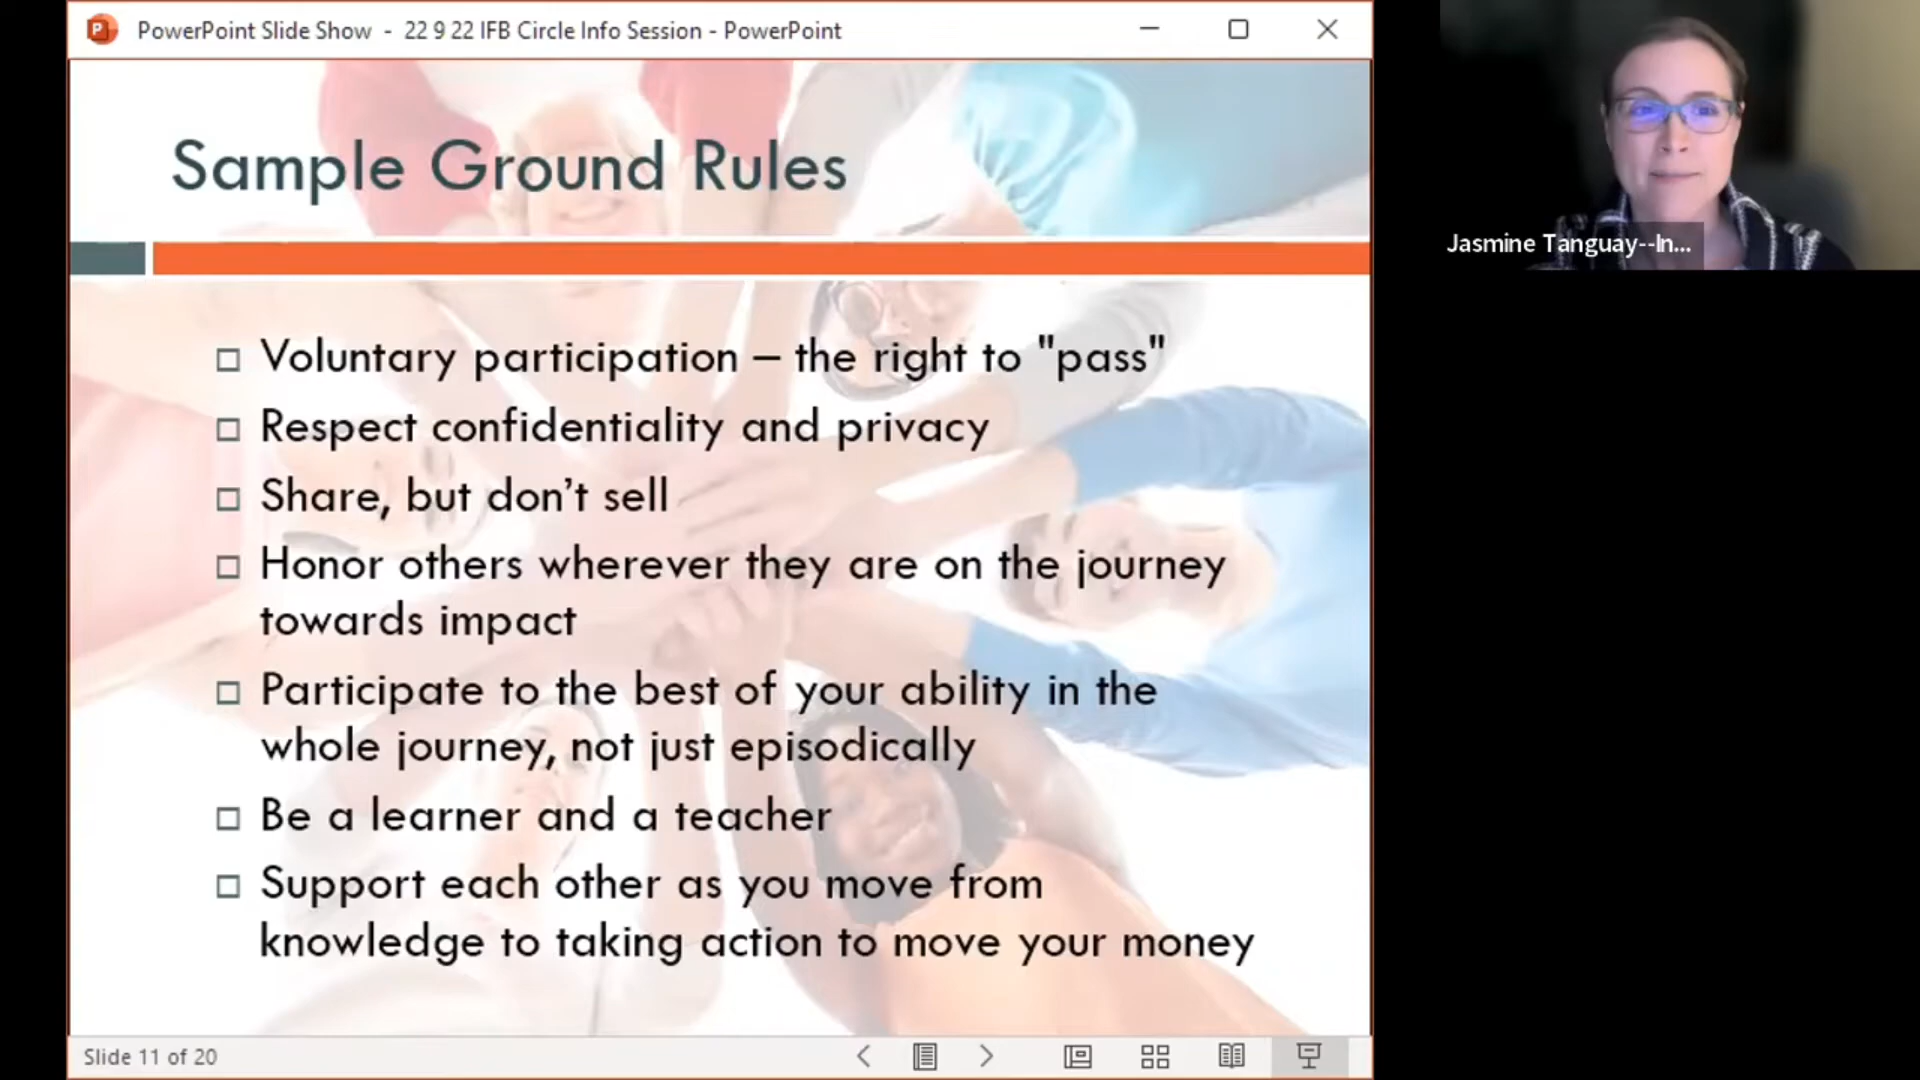 PowerPoint Slide Show - 22 9 22 IFB Circle Info Session - PowerPoint
Sample Ground Rules
Voluntary participation – the right to "pass"
Respect confidentiality and privacy
Share, but don’t sell
Honor others wherever they are on the journey
towards impact
Participate to the best of your ability in the
whole journey, not just episodically
Be a learner and a teacher
Support each other as you move from
knowledge to taking action to move your money
Slide 11 of 20
Jasmine Tanguay--In...